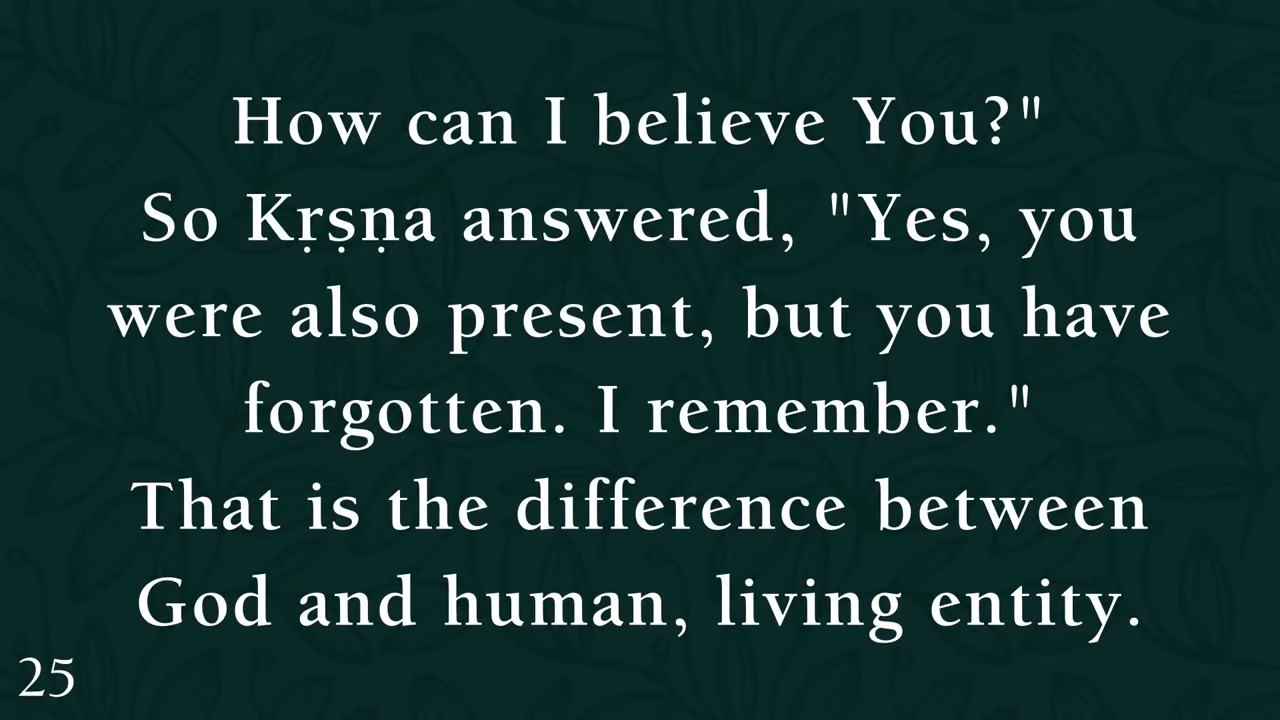 How can I believe You?"
So Kṛṣṇa answered, "Yes, you
were also present, but you have
forgotten. I remember."
That is the difference between
God and human, living entity.
25